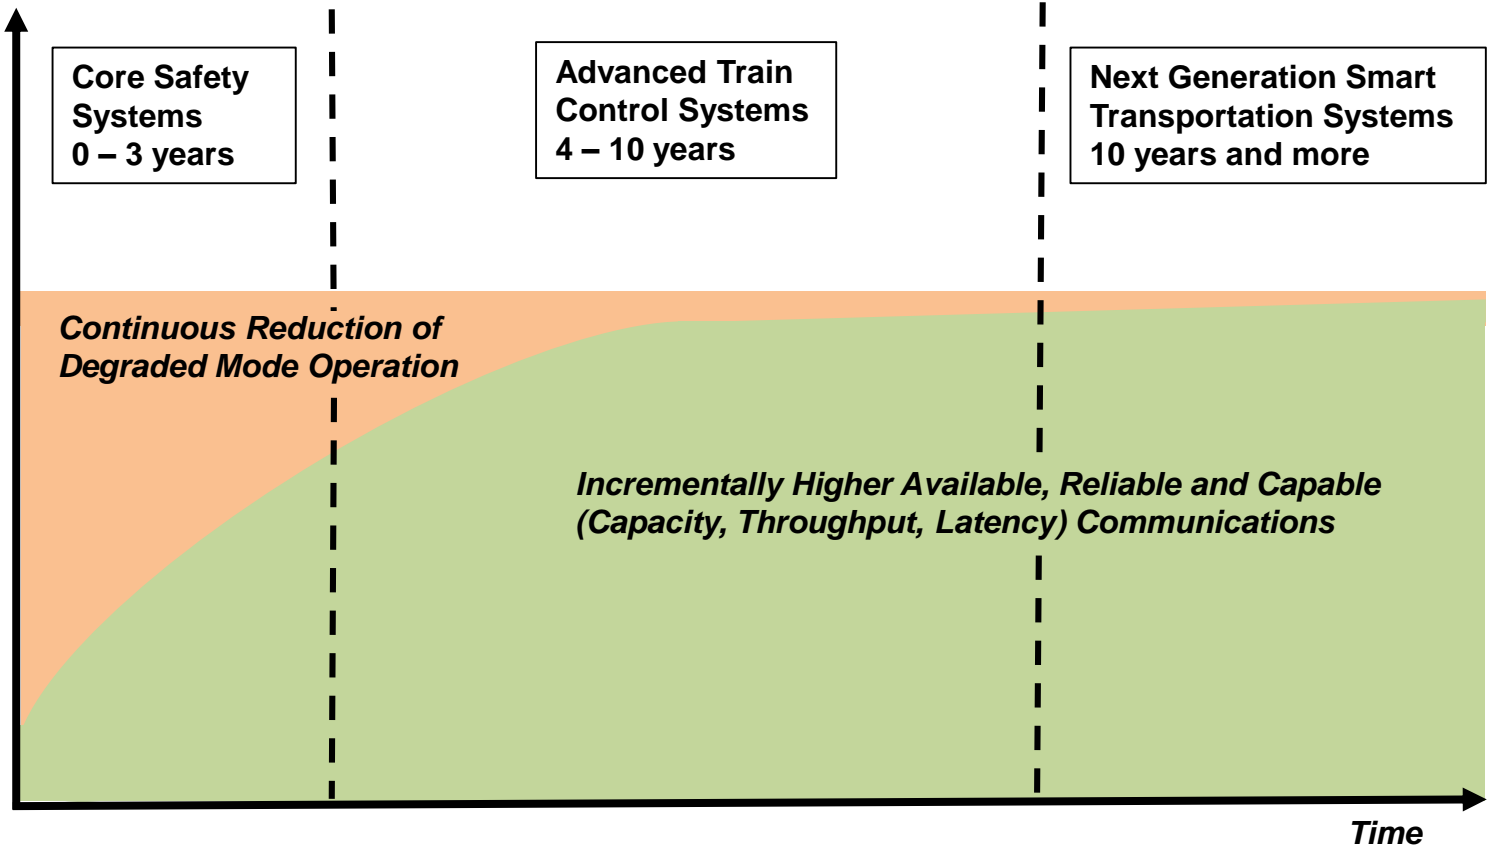 Core Safety
Systems
0 – 3 years
Advanced Train
Control Systems
4 – 10 years
Next Generation Smart
Transportation Systems
10 years and more
Continuous Reduction of
Degraded Mode Operation
Incrementally Higher Available, Reliable and Capable
(Capacity, Throughput, Latency) Communications
Time